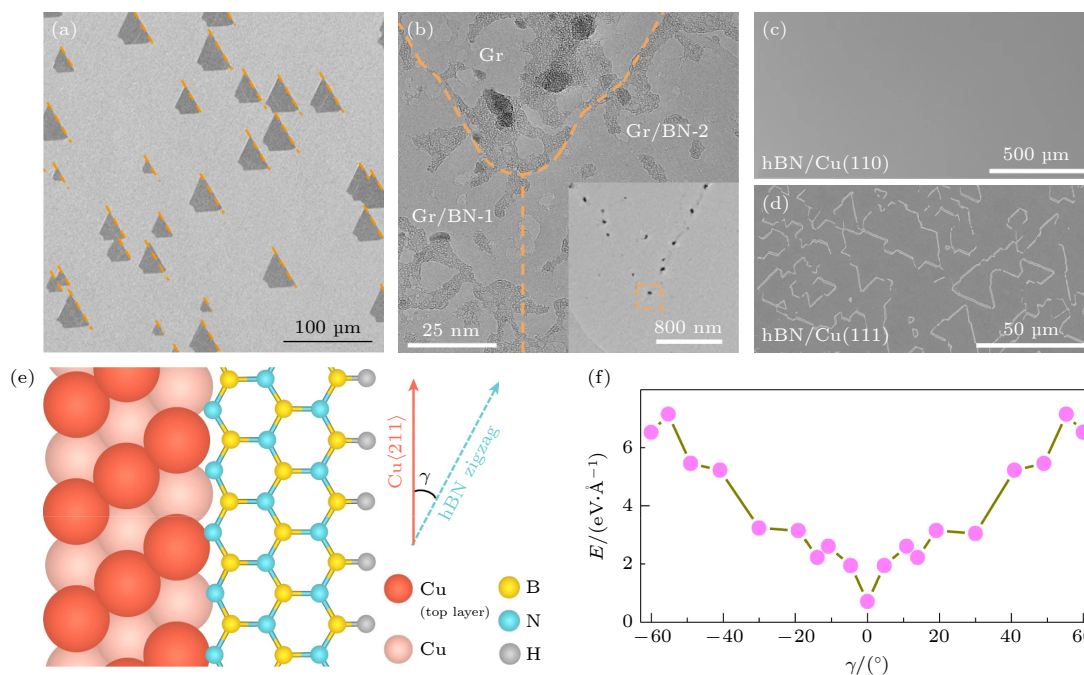 (a)
100 µm
(b)
Gr
Gr/BN-2
Gr/BN-1
25 nm
800 nm
(c)
hBN/Cu(110)
500 µm
(d)
hBN/Cu(111)
50 µm
(e)
Cu⟨211⟩
γ
hBN zigzag
Cu
(top layer)
Cu
B
N
H
(f)
E/(eV·Å⁻¹)
6
4
2
0
−60 −40 −20 0 20 40 60
γ/(°)